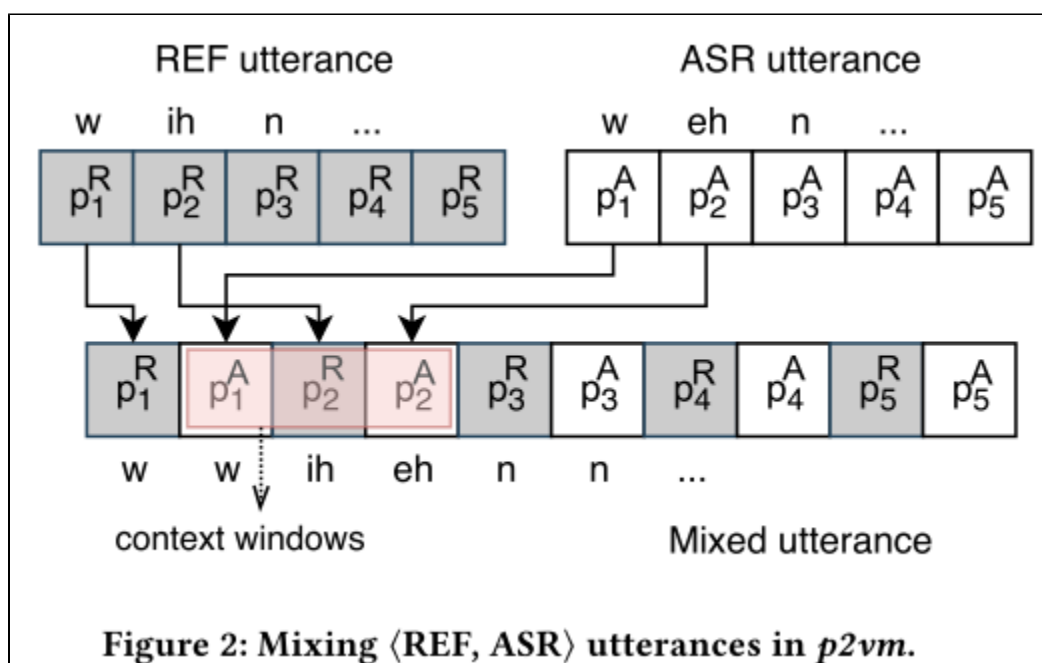 REF utterance ASR utterance
w ih n ... w eh n ...
p₁ᴿ p₂ᴿ p₃ᴿ p₄ᴿ p₅ᴿ p₁ᴬ p₂ᴬ p₃ᴬ p₄ᴬ p₅ᴬ
p₁ᴿ p₁ᴬ p₂ᴿ p₂ᴬ p₃ᴿ p₃ᴬ p₄ᴿ p₄ᴬ p₅ᴿ p₅ᴬ
w w ih eh n n ...
context windows Mixed utterance
Figure 2: Mixing ⟨REF, ASR⟩ utterances in p2vm.